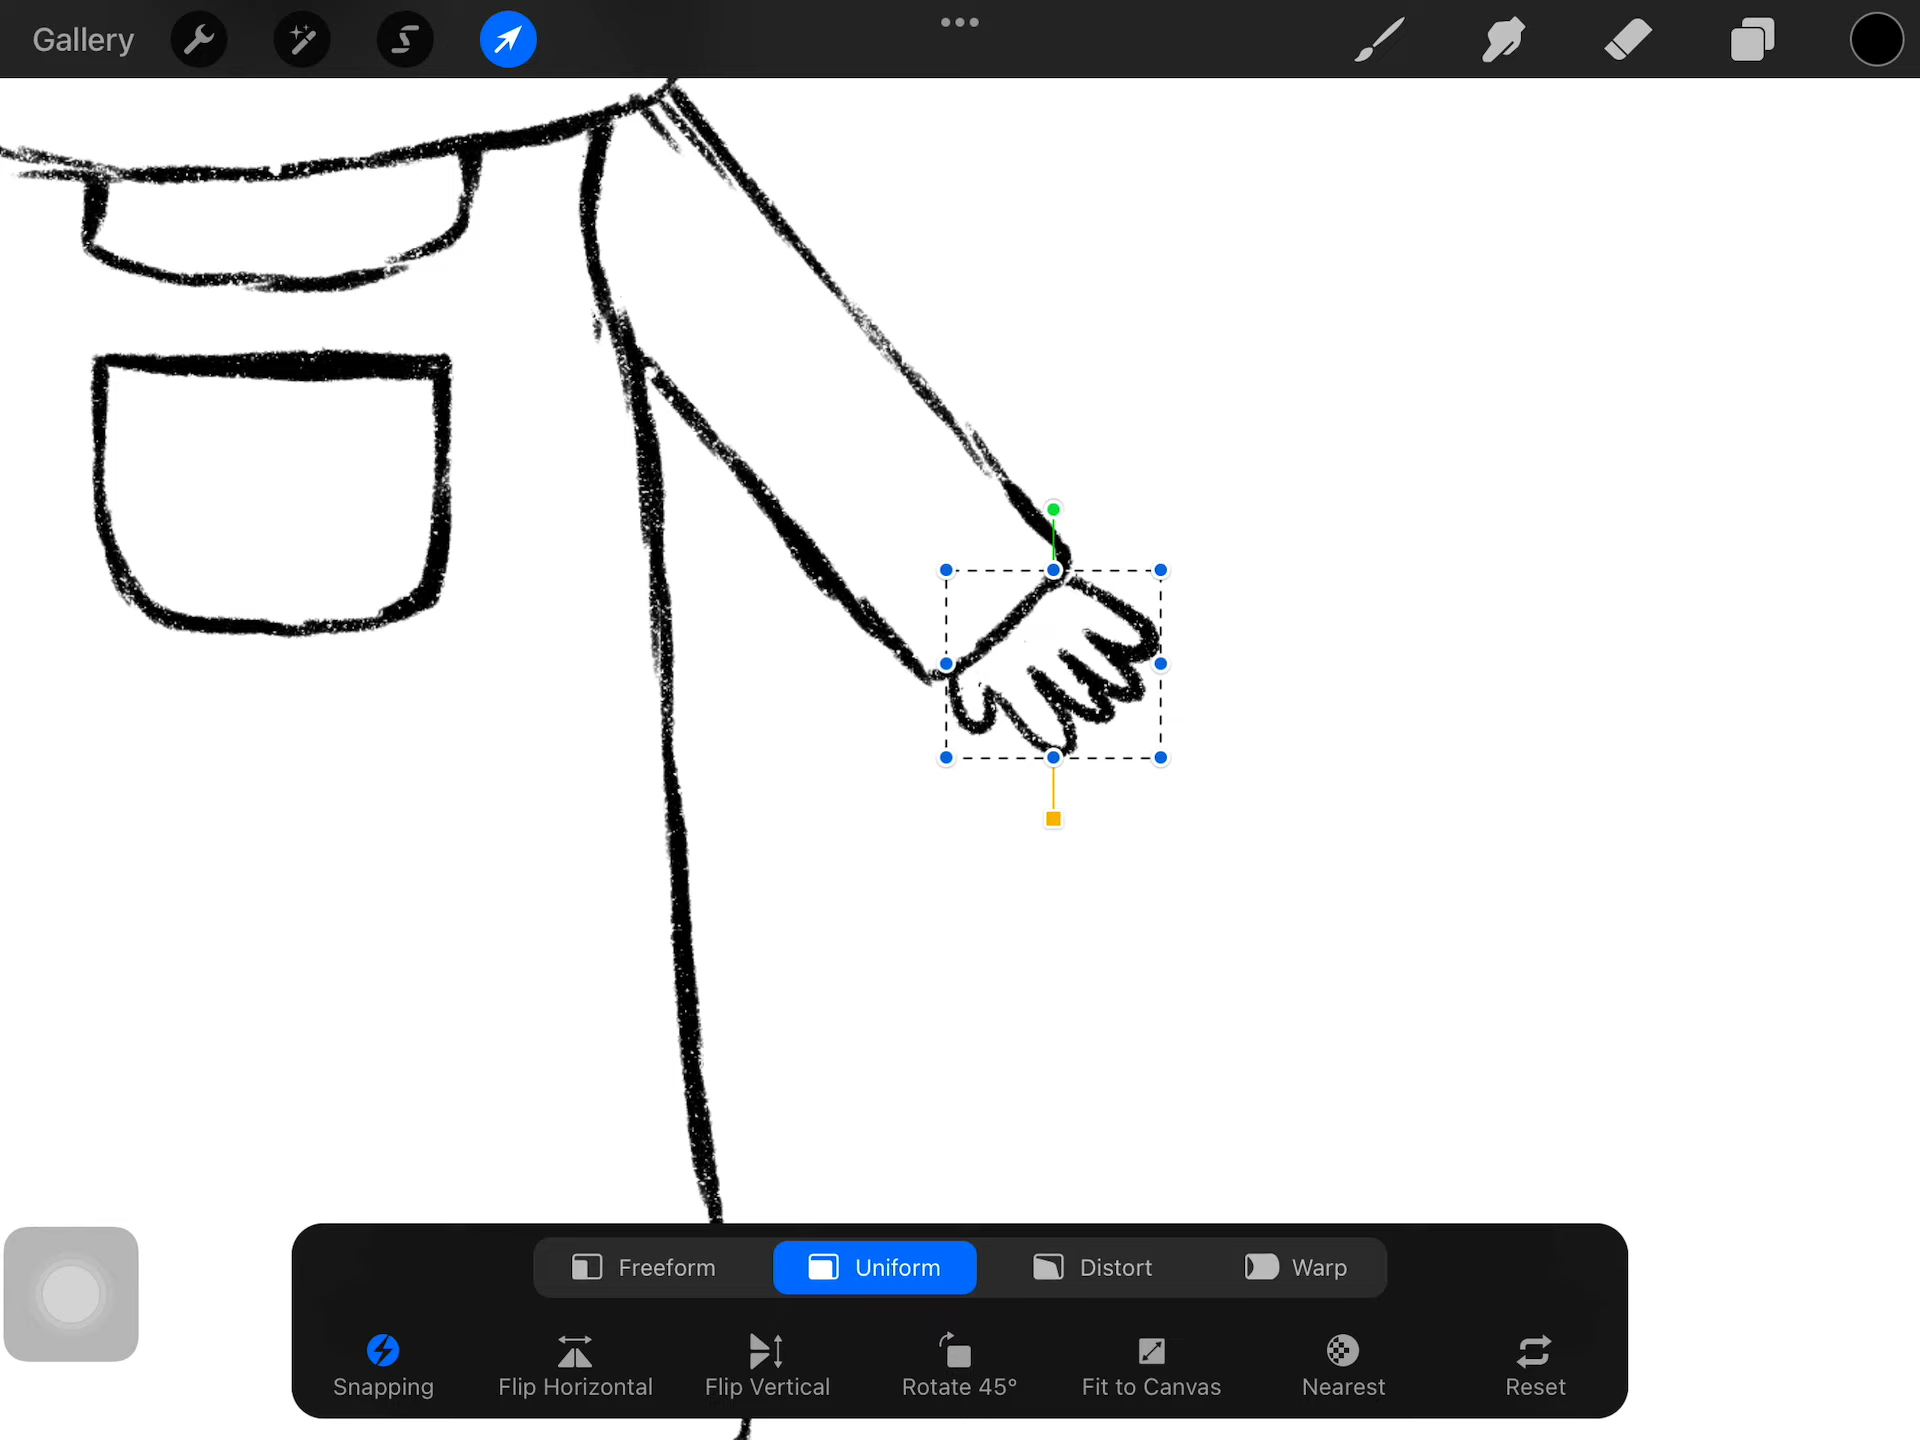 Gallery
Freeform Uniform Distort Warp
Snapping Flip Horizontal Flip Vertical Rotate 45° Fit to Canvas Nearest Reset